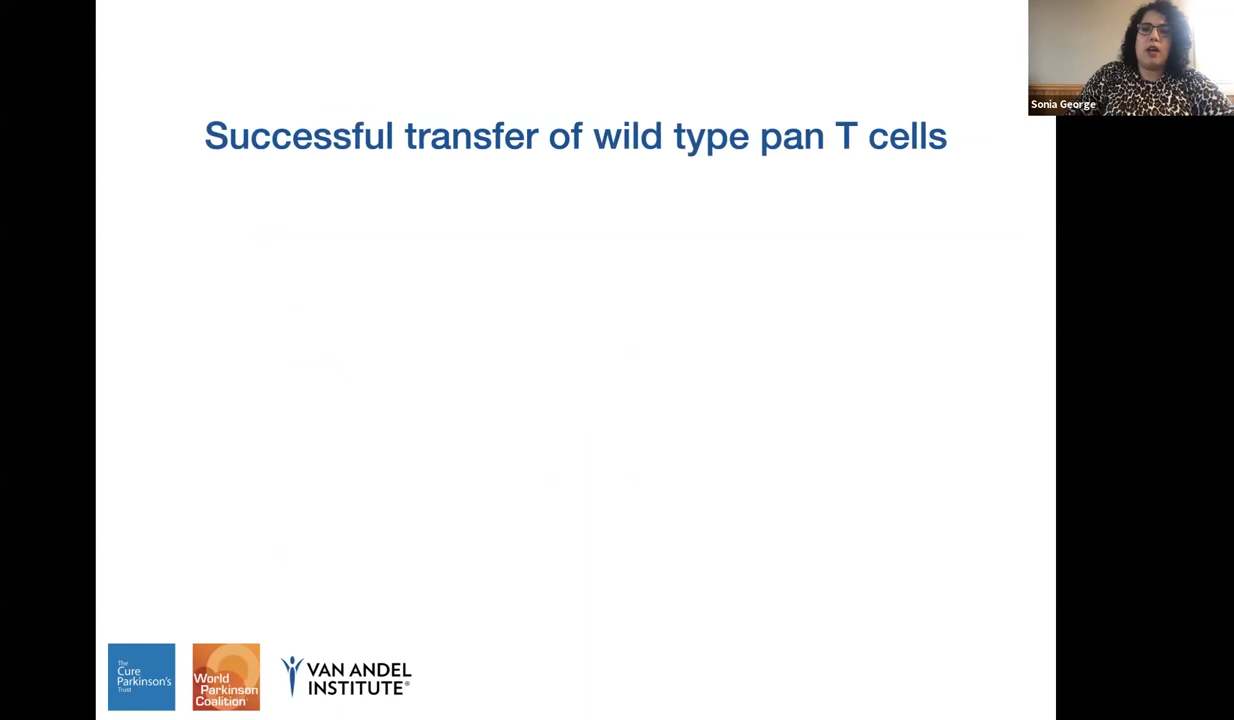 Sonia George
Successful transfer of wild type pan T cells
The
Cure
Parkinson's
Trust
World
Parkinson
Coalition®
VAN ANDEL
INSTITUTE®